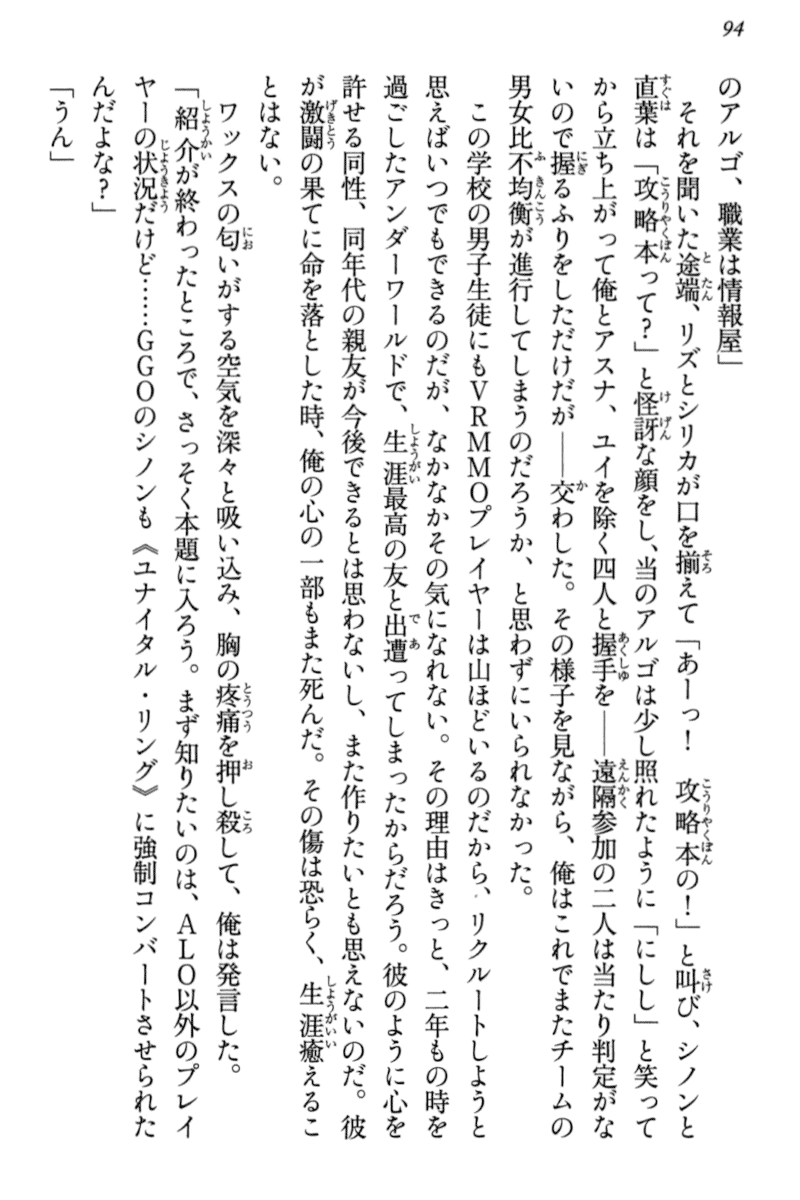 94
のアルゴ、職業は情報屋」
　それを聞いた途端、リズとシリカが口を揃えて「あーっ！　攻略本の！」と叫び、シノンと
直葉は「攻略本って？」と怪訝な顔をし、当のアルゴは少し照れたように「にしし」と笑って
から立ち上がって俺とアスナ、ユイを除く四人と握手を――遠隔参加の二人は当たり判定がな
いので握るふりをしただけだが――交わした。その様子を見ながら、俺はこれでまたチームの
男女比不均衡が進行してしまうのだろうか、と思わずにいられなかった。
　この学校の男子生徒にもＶＲＭＭＯプレイヤーは山ほどいるのだから、リクルートしようと
思えばいつでもできるのだが、なかなかその気になれない。その理由はきっと、二年もの時を
過ごしたアンダーワールドで、生涯最高の友と出遭ってしまったからだろう。彼のように心を
許せる同性、同年代の親友が今後できるとは思わないし、また作りたいとも思えないのだ。彼
が激闘の果てに命を落とした時、俺の心の一部もまた死んだ。その傷は恐らく、生涯癒えるこ
とはない。
　ワックスの匂いがする空気を深々と吸い込み、胸の疼痛を押し殺して、俺は発言した。
「紹介が終わったところで、さっそく本題に入ろう。まず知りたいのは、ＡＬＯ以外のプレイ
ヤーの状況だけど……ＧＧＯのシノンも《ユナイタル・リング》に強制コンバートさせられた
んだよな？」
「うん」